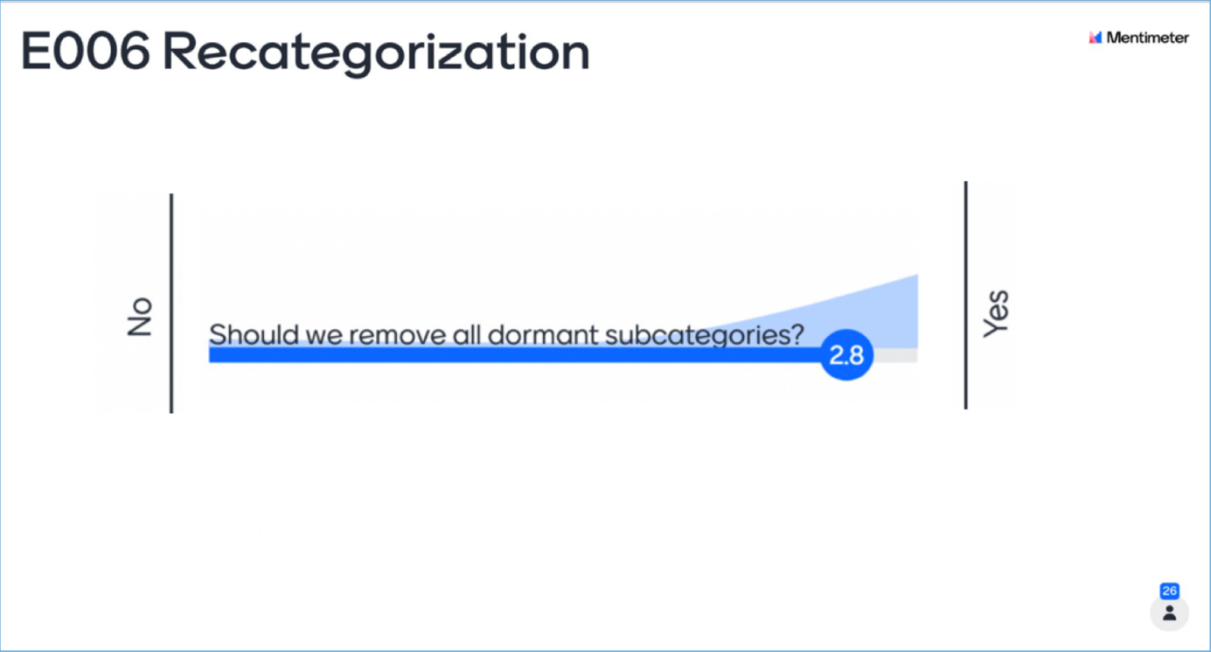 E006 Recategorization
Mentimeter
No
Should we remove all dormant subcategories?
2.8
Yes
26